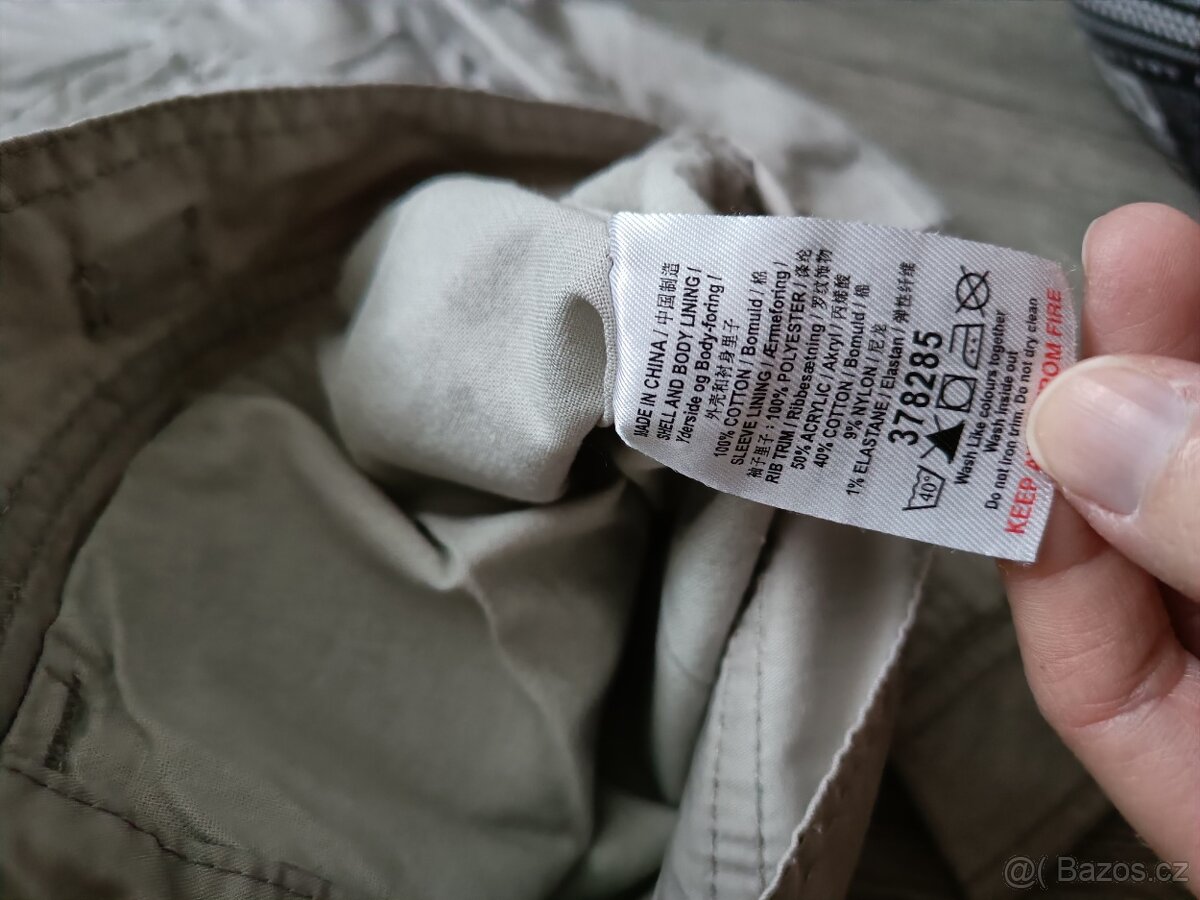 MADE IN CHINA / 中国制造
SHELL AND BODY LINING /
Yderside og Body-foring /
外壳和衬身里子
100% COTTON / Bomuld / 棉
SLEEVE LINING / Ærmeforing /
袖子里子: 100% POLYESTER / 涤纶
RIB TRIM / Ribbesætning / 罗纹饰物
50% ACRYLIC / Akryl / 丙烯酸
40% COTTON / Bomuld / 棉
9% NYLON / 尼龙
1% ELASTANE / Elastan / 弹性纤维
378285
40°
Wash Like colours together
Wash inside out
Do not Iron crim. Do not dry clean
KEEP FROM FIRE
@( Bazos.cz